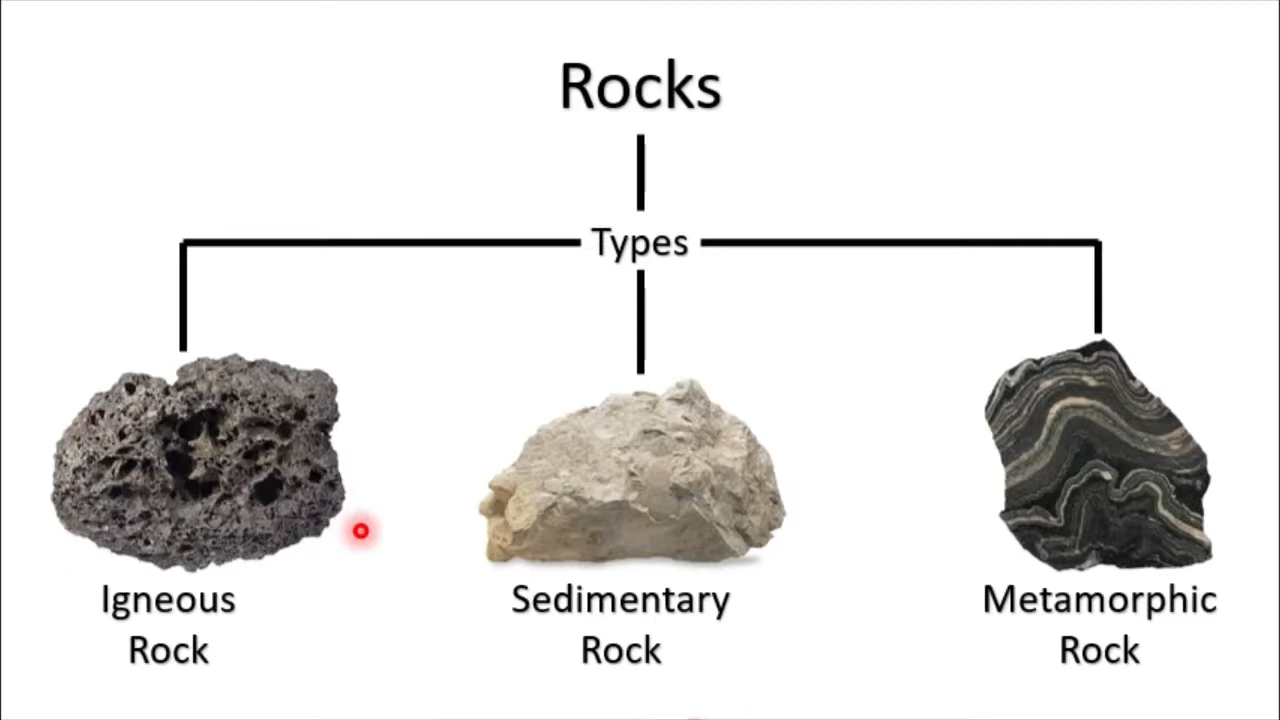 Rocks
Types
Igneous
Rock
Sedimentary
Rock
Metamorphic
Rock